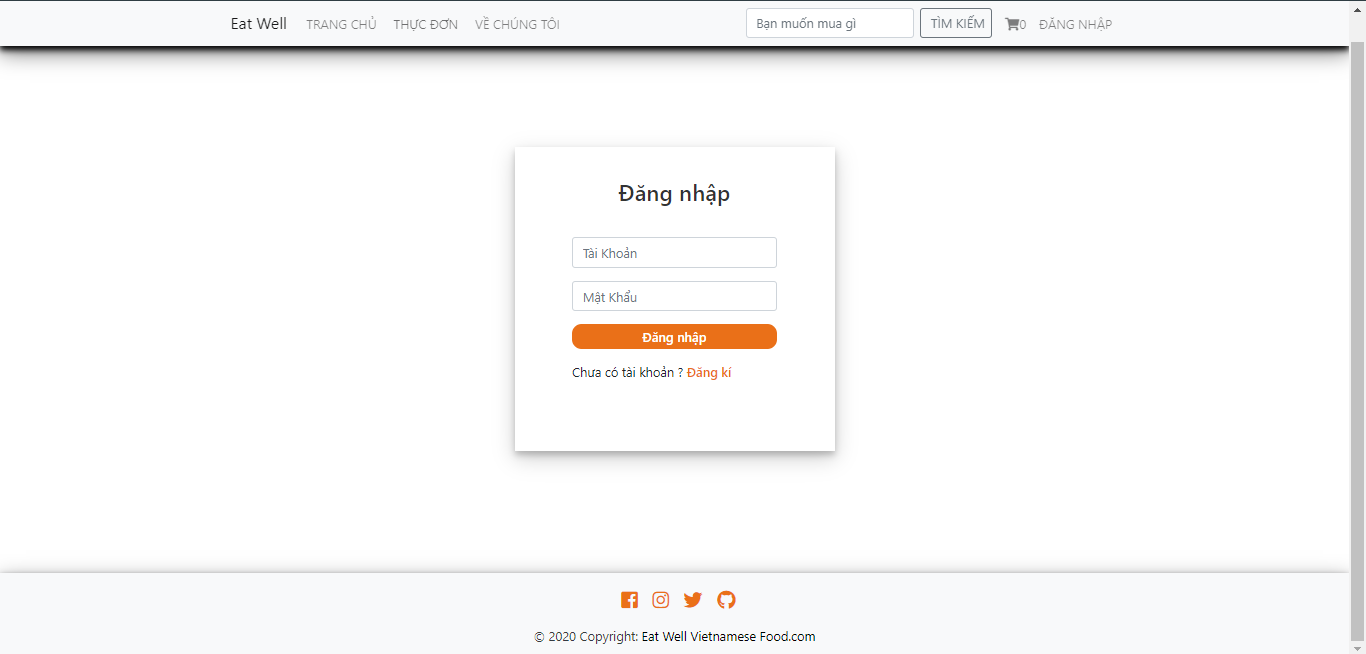 Eat Well TRANG CHỦ THỰC ĐƠN VỀ CHÚNG TÔI Bạn muốn mua gì TÌM KIẾM 0 ĐĂNG NHẬP
Đăng nhập
Tài Khoản
Mật Khẩu
Đăng nhập
Chưa có tài khoản ? Đăng kí
© 2020 Copyright: Eat Well Vietnamese Food.com